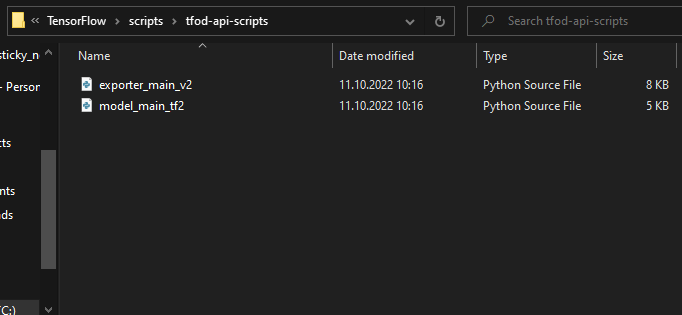 « TensorFlow › scripts › tfod-api-scripts
Search tfod-api-scripts
sticky_n
- Person
cts
nts
ds
C:)
Name Date modified Type Size
exporter_main_v2 11.10.2022 10:16 Python Source File 8 KB
model_main_tf2 11.10.2022 10:16 Python Source File 5 KB